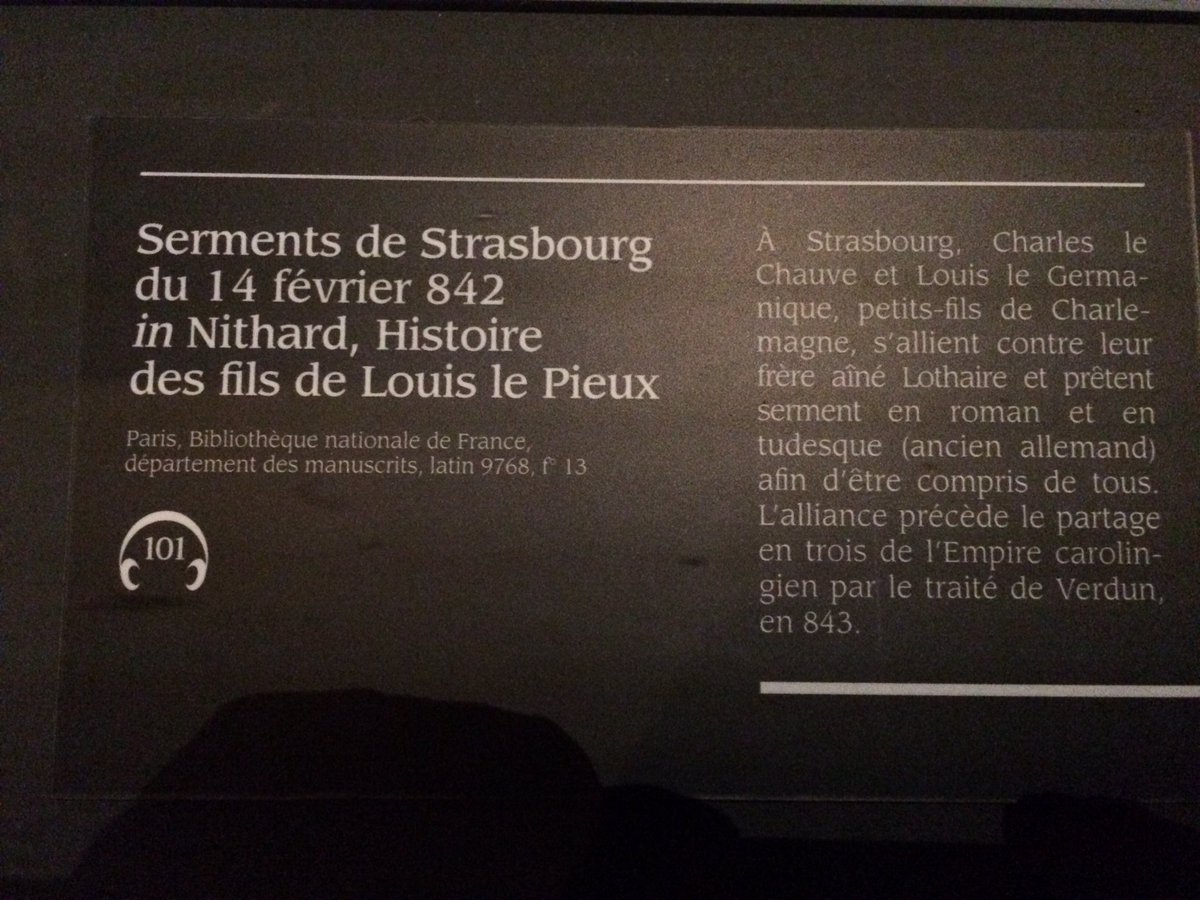 Serments de Strasbourg
du 14 février 842
in Nithard, Histoire
des fils de Louis le Pieux
Paris, Bibliothèque nationale de France,
département des manuscrits, latin 9768, f° 13
101
À Strasbourg, Charles le
Chauve et Louis le Germa-
nique, petits-fils de Charle-
magne, s'allient contre leur
frère aîné Lothaire et prêtent
serment en roman et en
tudesque (ancien allemand)
afin d'être compris de tous.
L'alliance précède le partage
en trois de l'Empire carolin-
gien par le traité de Verdun,
en 843.